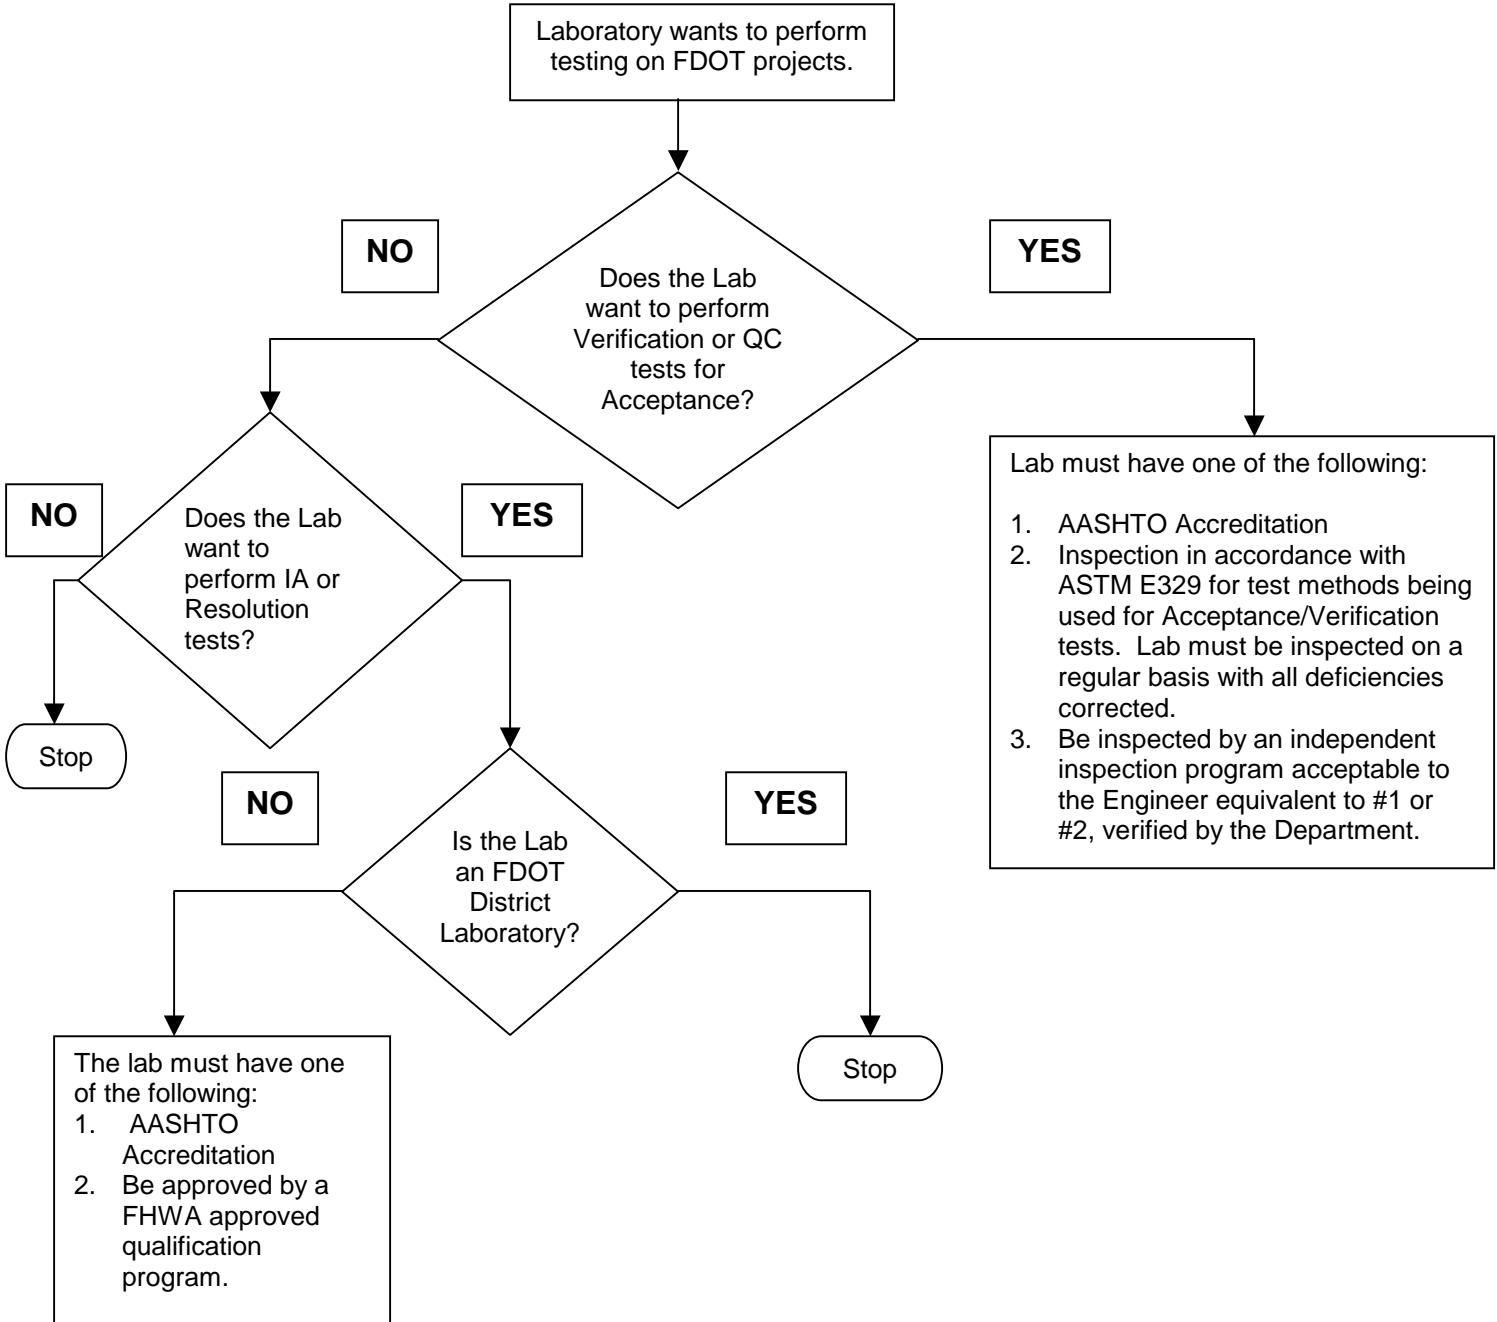 Laboratory wants to perform
testing on FDOT projects.
NO
YES
Does the Lab
want to perform
Verification or QC
tests for
Acceptance?
NO
Does the Lab
want to
perform IA or
Resolution
tests?
YES
Lab must have one of the following:
1. AASHTO Accreditation
2. Inspection in accordance with
ASTM E329 for test methods being
used for Acceptance/Verification
tests. Lab must be inspected on a
regular basis with all deficiencies
corrected.
3. Be inspected by an independent
inspection program acceptable to
the Engineer equivalent to #1 or
#2, verified by the Department.
Stop
NO
YES
Is the Lab
an FDOT
District
Laboratory?
The lab must have one
of the following:
1. AASHTO
Accreditation
2. Be approved by a
FHWA approved
qualification
program.
Stop